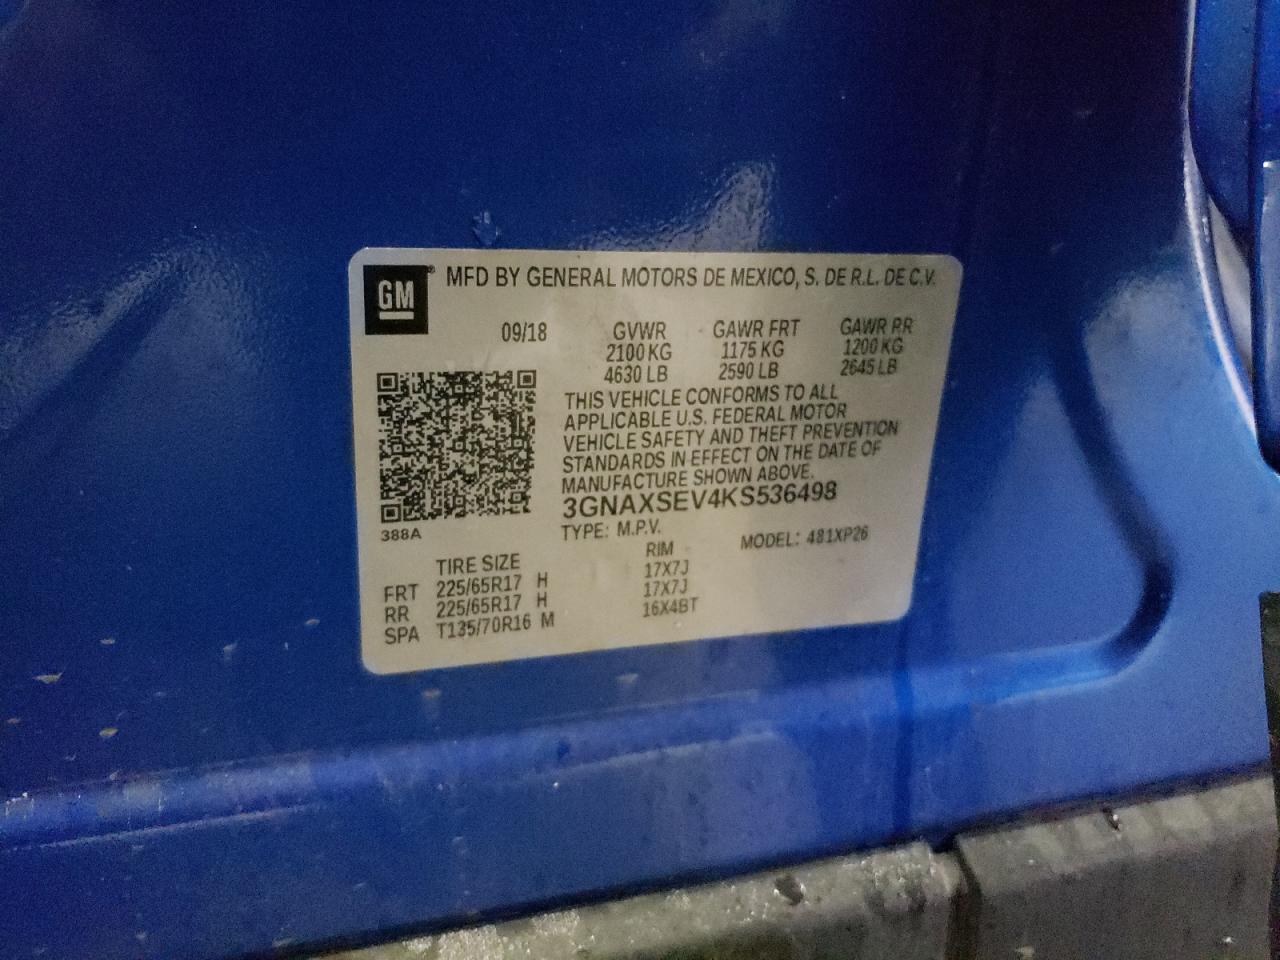 GM ® MFD BY GENERAL MOTORS DE MEXICO, S. DE R.L. DE C.V.
09/18 GVWR GAWR FRT GAWR RR
2100 KG 1175 KG 1200 KG
4630 LB 2590 LB 2645 LB
THIS VEHICLE CONFORMS TO ALL
APPLICABLE U.S. FEDERAL MOTOR
VEHICLE SAFETY AND THEFT PREVENTION
STANDARDS IN EFFECT ON THE DATE OF
MANUFACTURE SHOWN ABOVE.
3GNAXSEV4KS536498
388A TYPE: M.P.V. MODEL: 481XP26
TIRE SIZE RIM
FRT 225/65R17 H 17X7J
RR 225/65R17 H 17X7J
SPA T135/70R16 M 16X4BT